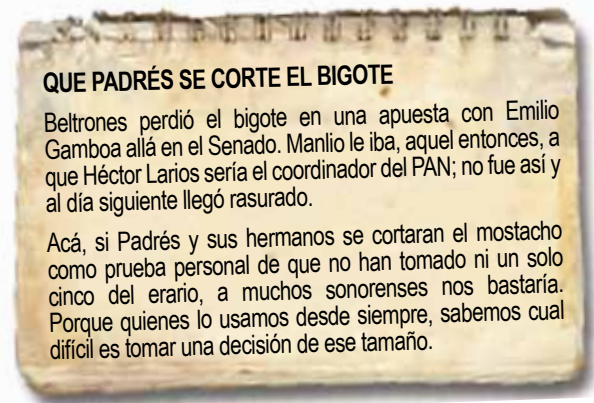 QUE PADRÉS SE CORTE EL BIGOTE
Beltrones perdió el bigote en una apuesta con Emilio
Gamboa allá en el Senado. Manlio le iba, aquel entonces, a
que Héctor Larios sería el coordinador del PAN; no fue así y
al día siguiente llegó rasurado.
Acá, si Padrés y sus hermanos se cortaran el mostacho
como prueba personal de que no han tomado ni un solo
cinco del erario, a muchos sonorenses nos bastaría.
Porque quienes lo usamos desde siempre, sabemos cual
difícil es tomar una decisión de ese tamaño.